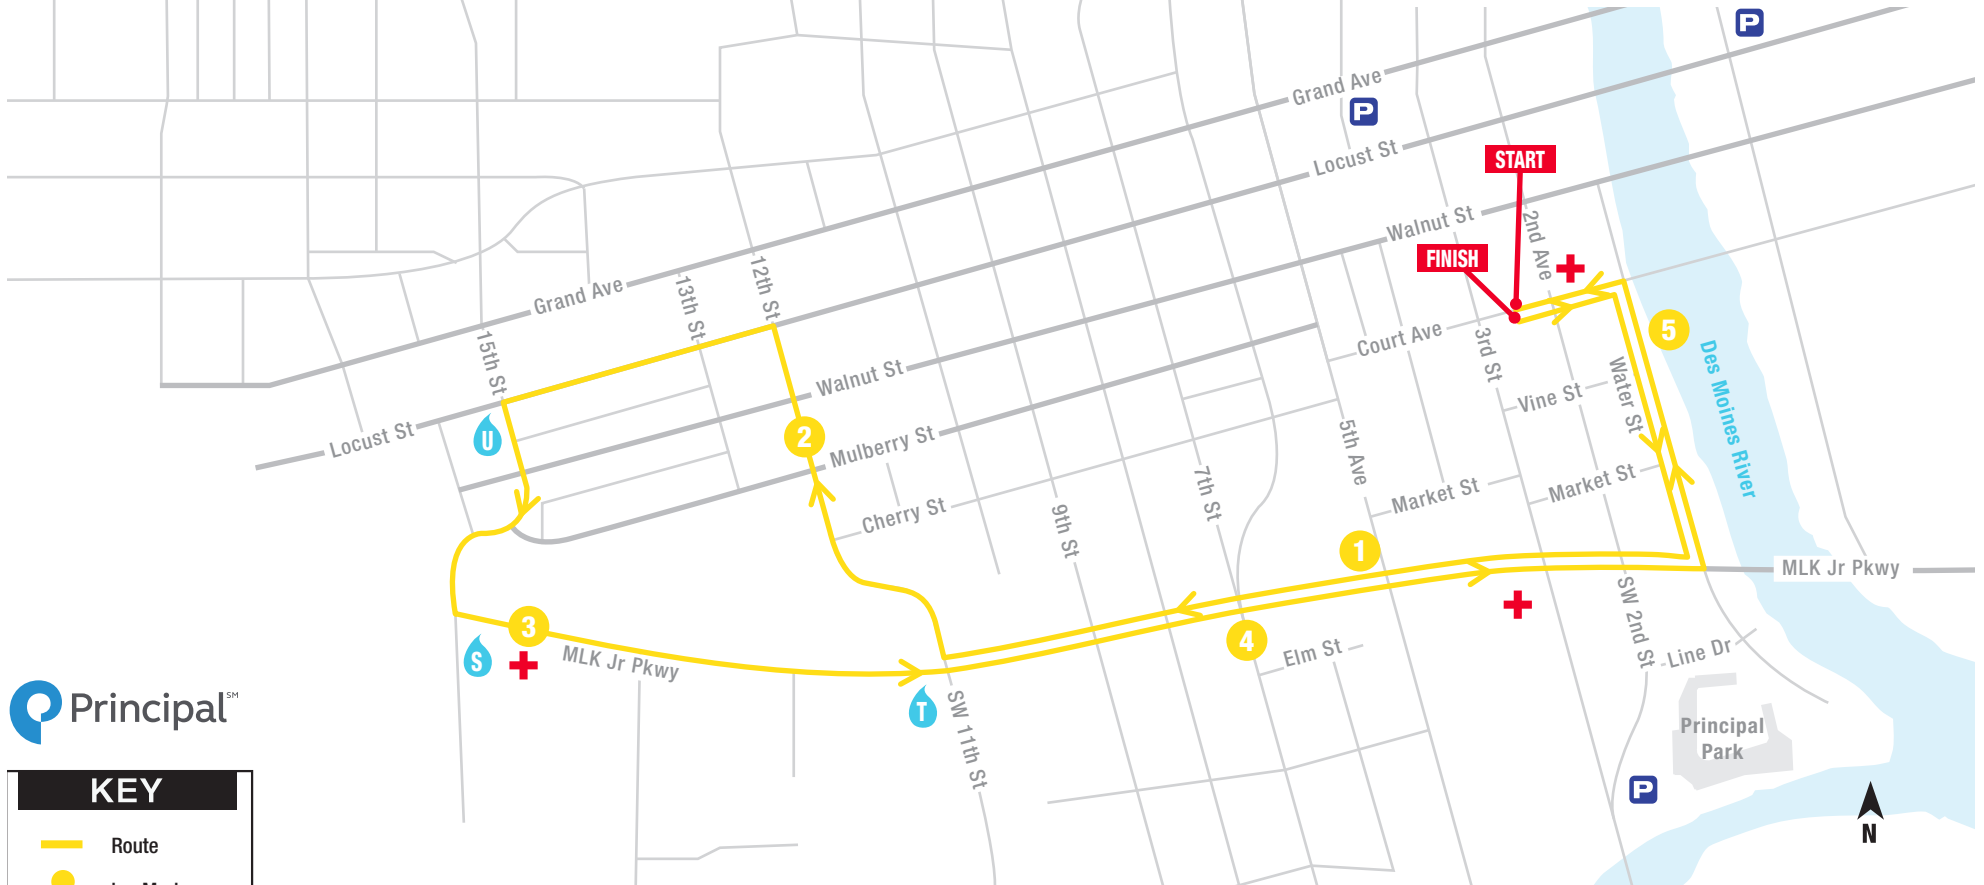 P
Grand Ave
P
Locust St
START
Walnut St
2nd Ave
FINISH
12th St
13th St
Grand Ave
15th St
Court Ave
3rd St
5
Des Moines River
Water St
Vine St
Walnut St
Locust St
U
2
Mulberry St
5th Ave
7th St
Market St
Market St
Cherry St
9th St
1
MLK Jr Pkwy
SW 2nd St
3
4
S
MLK Jr Pkwy
Elm St
Line Dr
T
SW 11th St
Principal℠
Principal
Park
P
N
KEY
Route